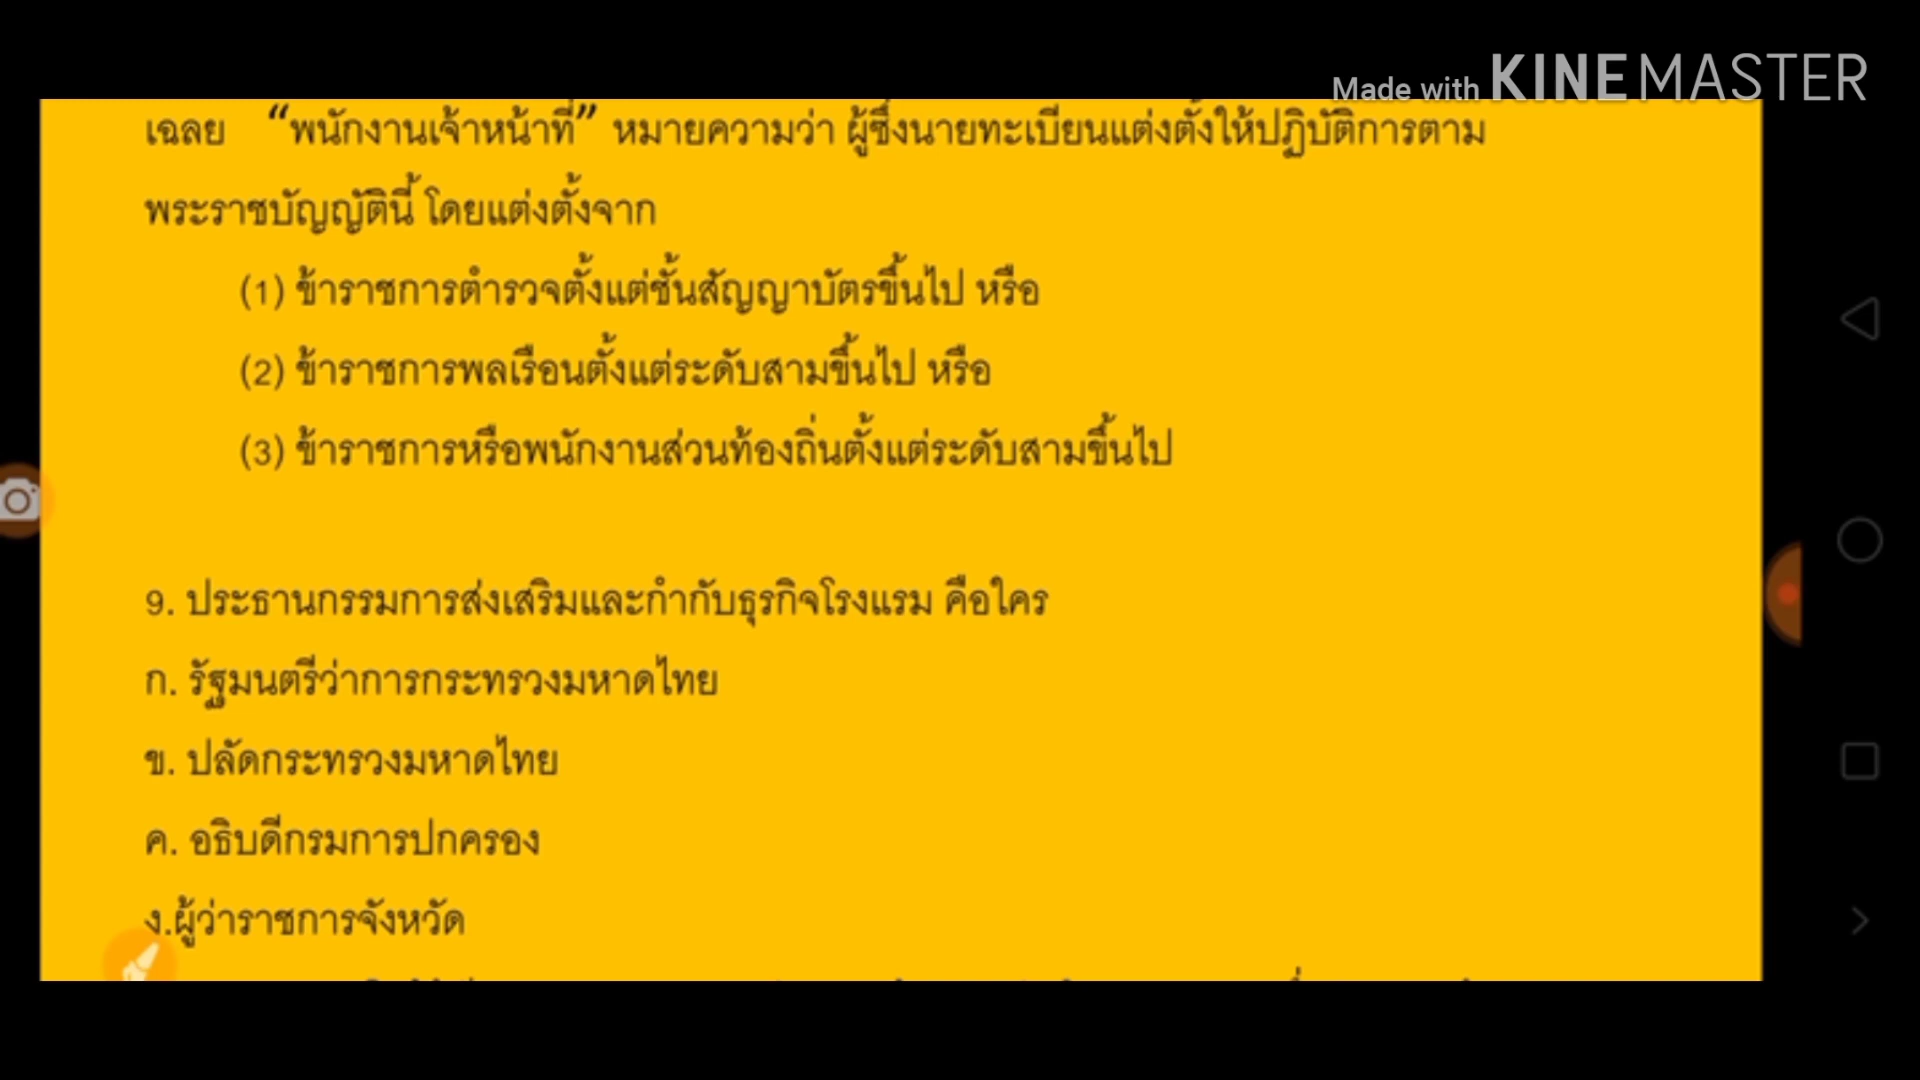 Made with KINEMASTER
เฉลย “พนักงานเจ้าหน้าที่” หมายความว่า ผู้ซึ่งนายทะเบียนแต่งตั้งให้ปฏิบัติการตาม
พระราชบัญญัตินี้ โดยแต่งตั้งจาก
(1) ข้าราชการตำรวจตั้งแต่ชั้นสัญญาบัตรขึ้นไป หรือ
(2) ข้าราชการพลเรือนตั้งแต่ระดับสามขึ้นไป หรือ
(3) ข้าราชการหรือพนักงานส่วนท้องถิ่นตั้งแต่ระดับสามขึ้นไป
9. ประธานกรรมการส่งเสริมและกำกับธุรกิจโรงแรม คือใคร
ก. รัฐมนตรีว่าการกระทรวงมหาดไทย
ข. ปลัดกระทรวงมหาดไทย
ค. อธิบดีกรมการปกครอง
ง.ผู้ว่าราชการจังหวัด